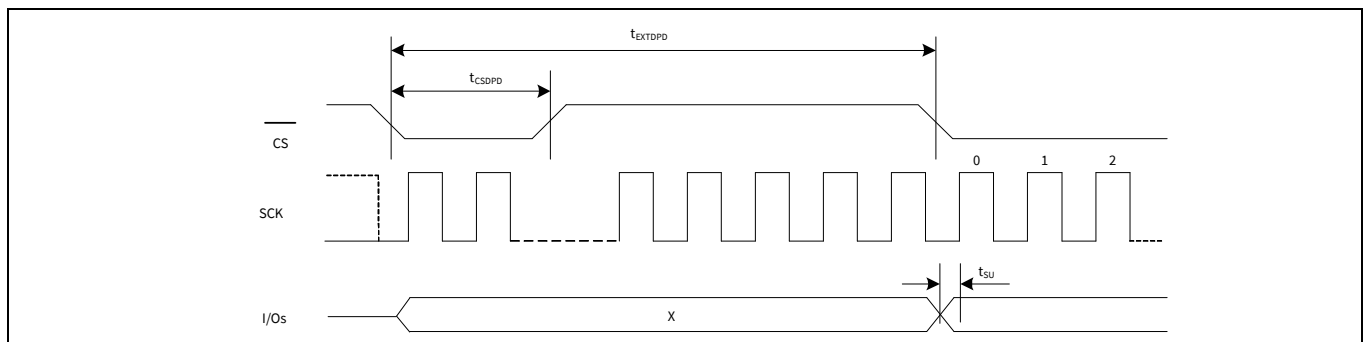 tEXTDPD
tCSDPD
CS
0 1 2
SCK
tSU
I/Os X